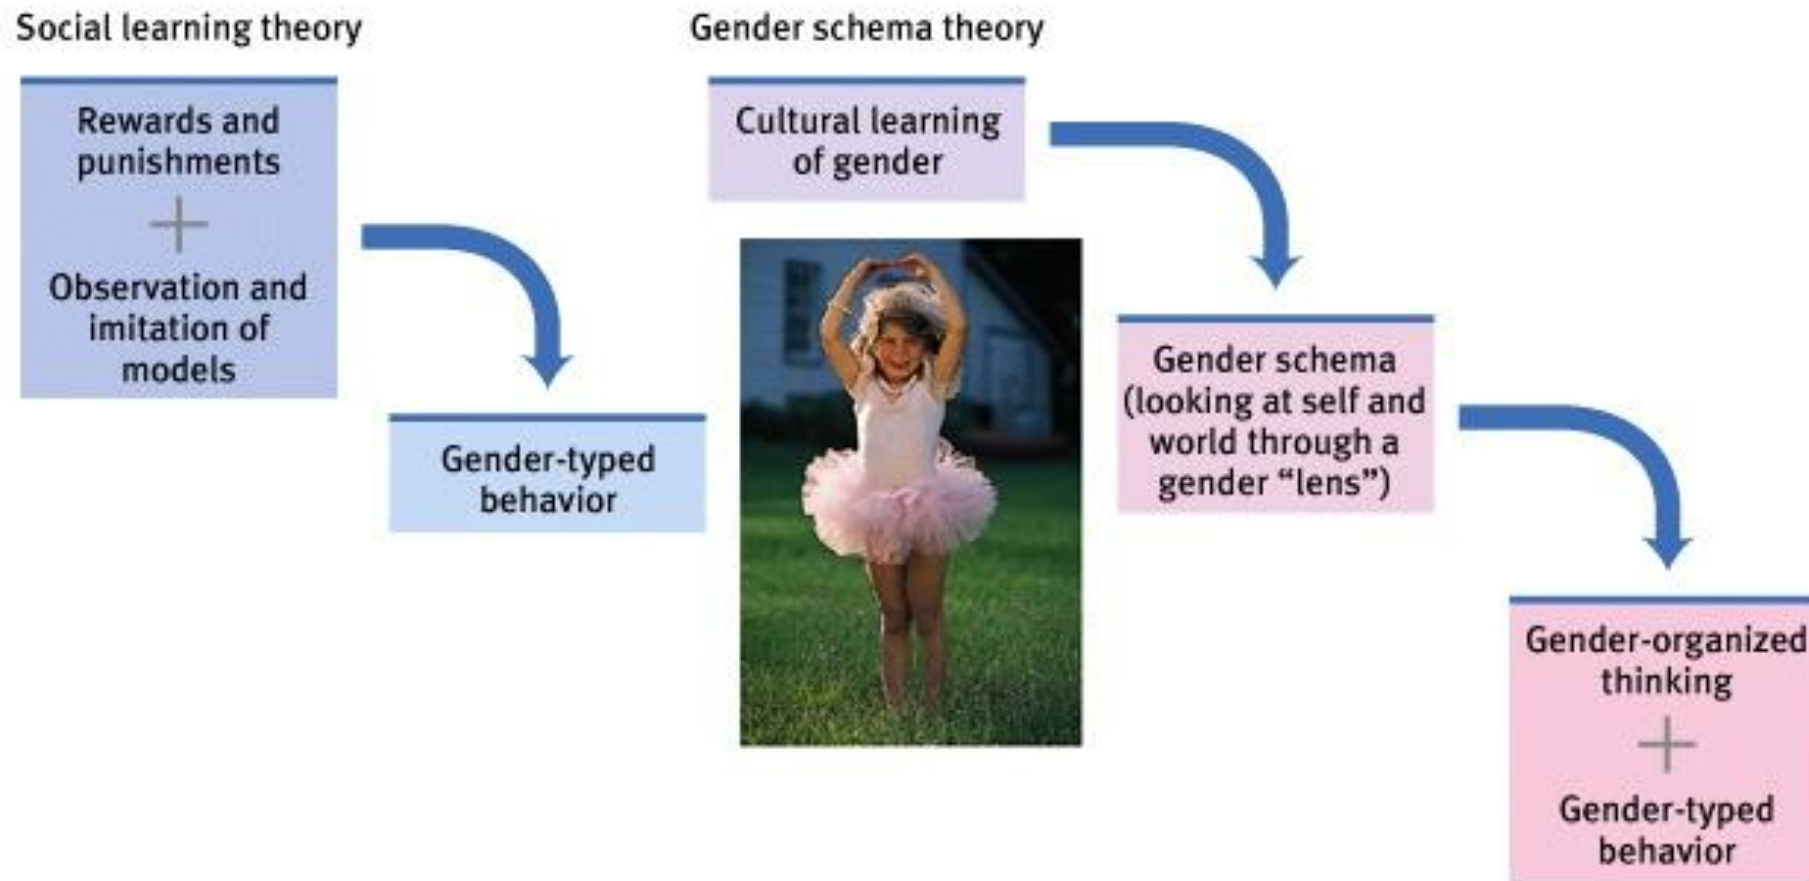 Social learning theory
Rewards and
punishments
+
Observation and
imitation of
models
Gender-typed
behavior
Gender schema theory
Cultural learning
of gender
Gender schema
(looking at self and
world through a
gender “lens”)
Gender-organized
thinking
+
Gender-typed
behavior